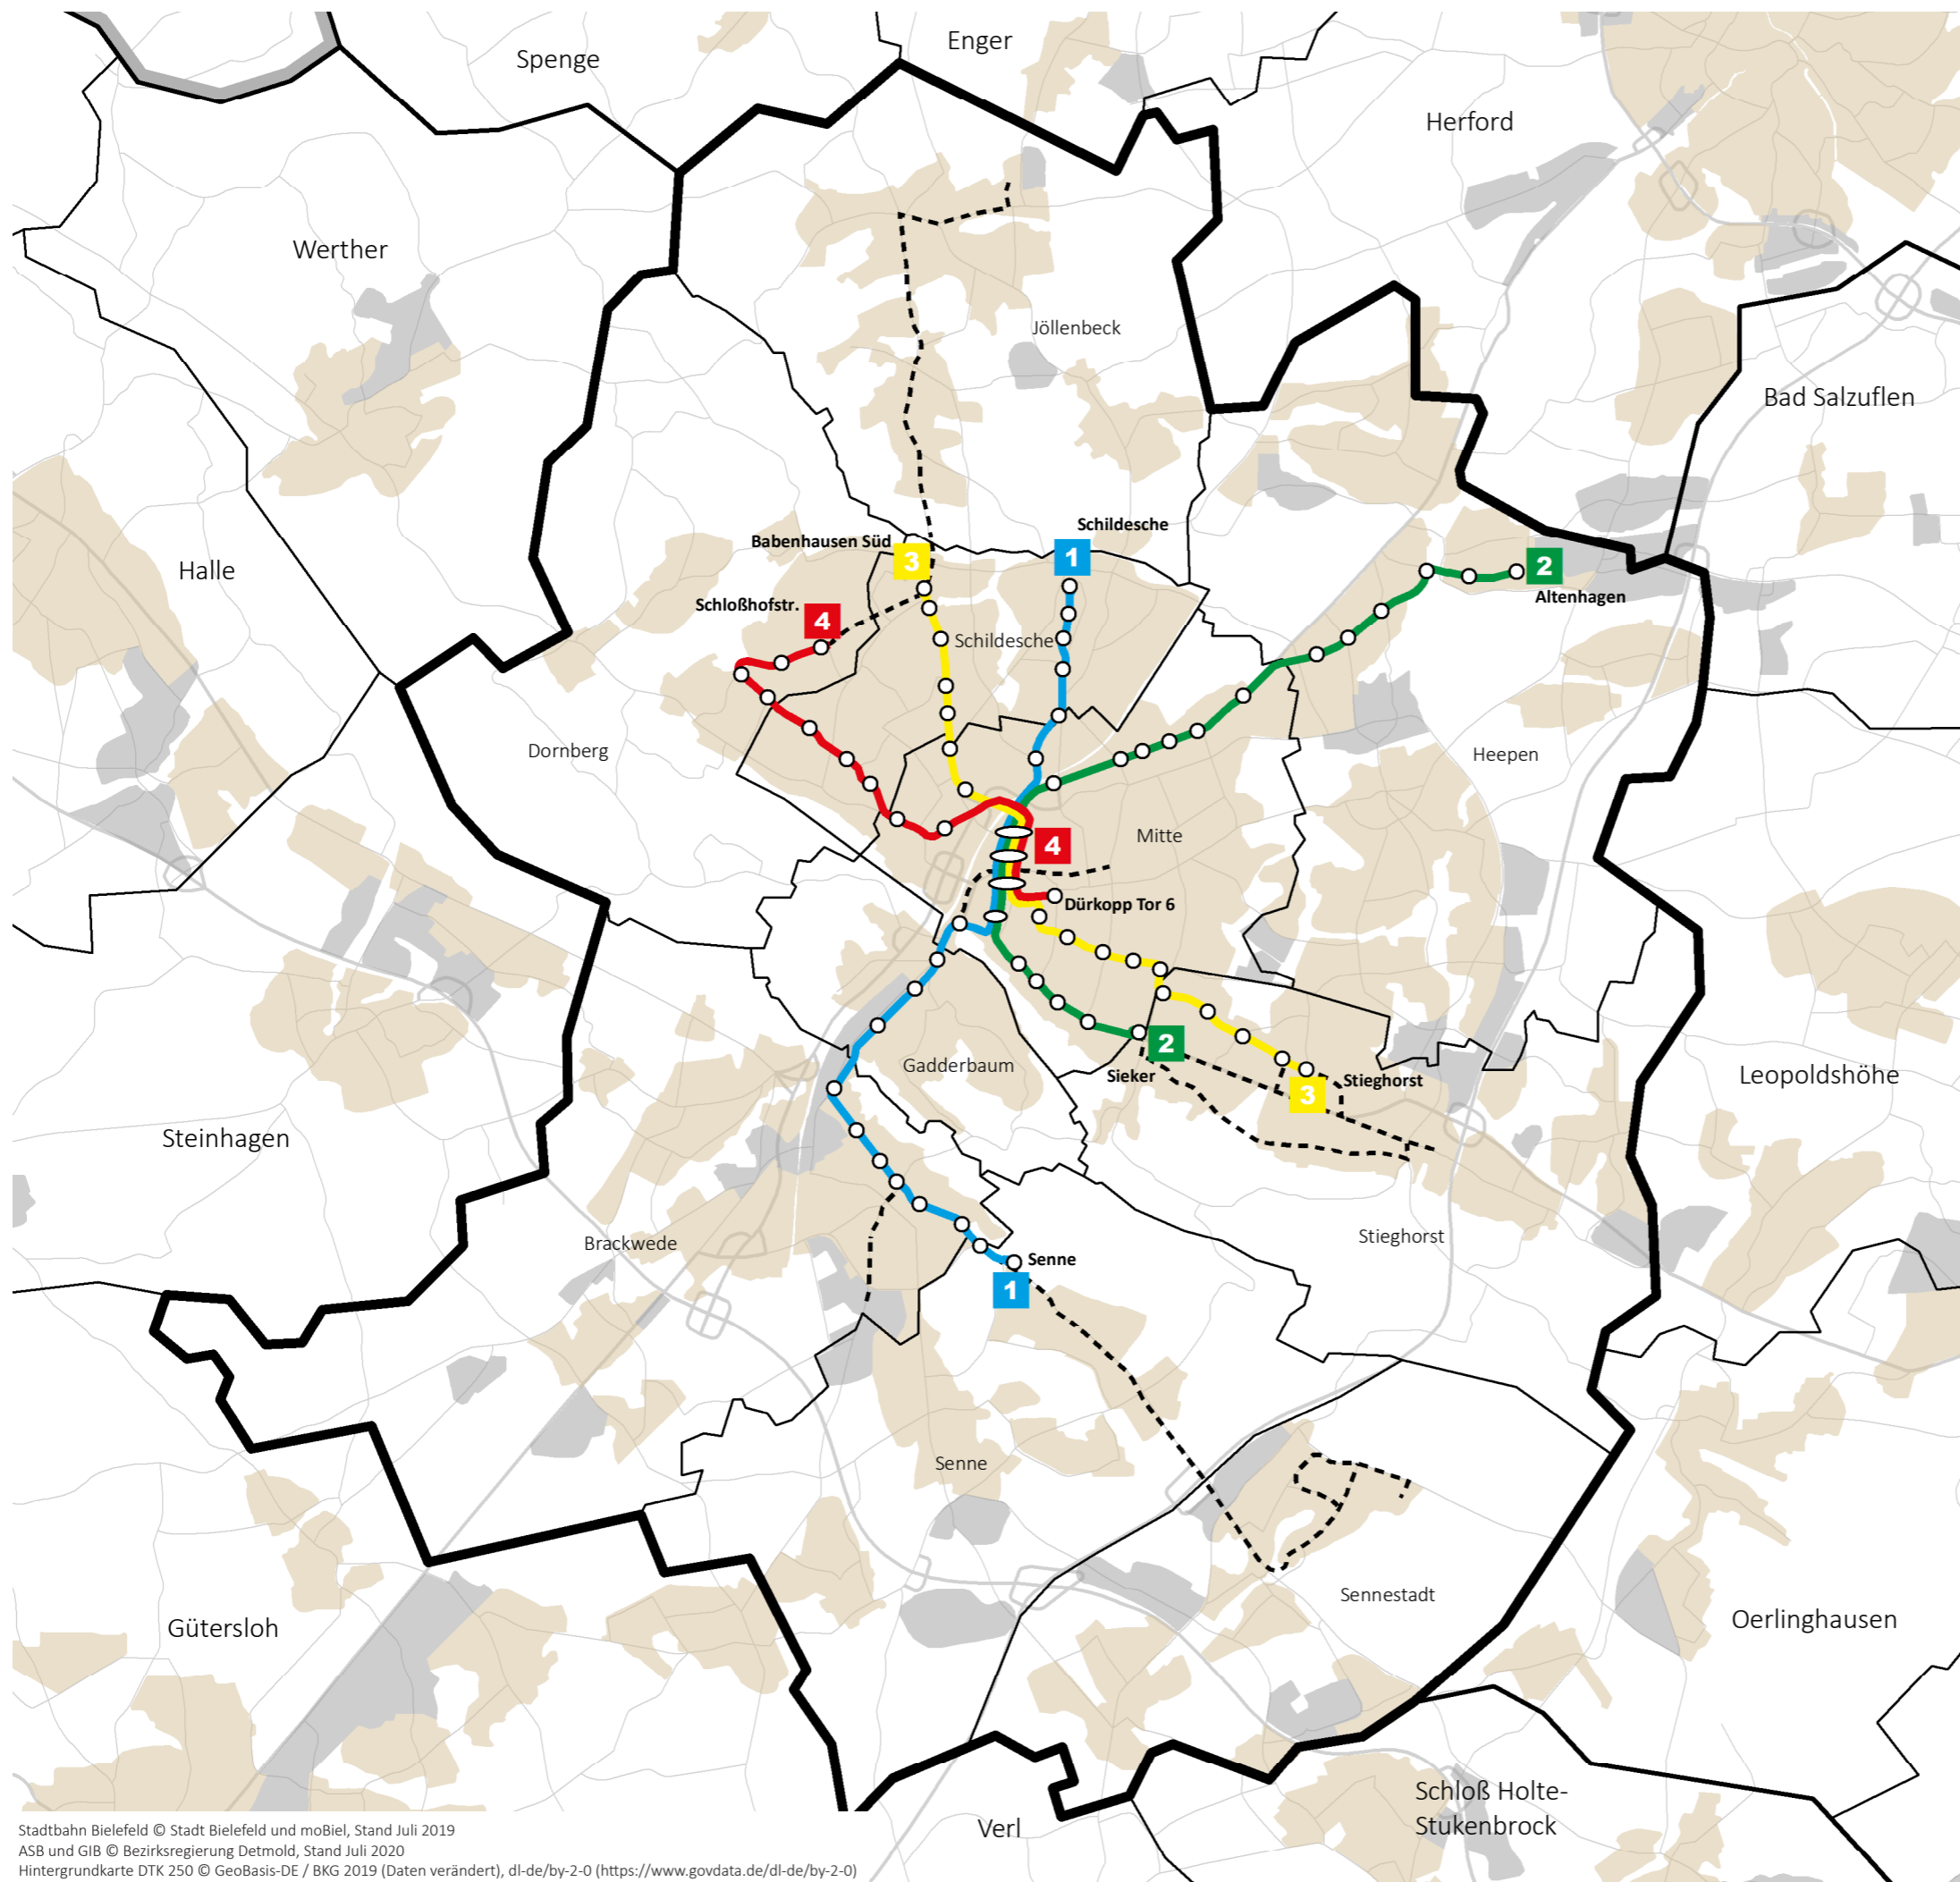 Enger
Spenge
Herford
Werther
Jöllenbeck
Bad Salzuflen
Schildesche
Babenhausen Süd
3
1
2
Halle
Altenhagen
Schloßhofstr.
4
Schildesche
Dornberg
Heepen
Mitte
4
Dürkopp Tor 6
2
Gadderbaum
Sieker
Stieghorst
3
Leopoldshöhe
Steinhagen
Stieghorst
Brackwede
Senne
1
Senne
Sennestadt
Gütersloh
Oerlinghausen
Schloß Holte-
Stukenbrock
Verl
Stadtbahn Bielefeld © Stadt Bielefeld und moBiel, Stand Juli 2019
ASB und GIB © Bezirksregierung Detmold, Stand Juli 2020
Hintergrundkarte DTK 250 © GeoBasis-DE / BKG 2019 (Daten verändert), dl-de/by-2-0 (https://www.govdata.de/dl-de/by-2-0)